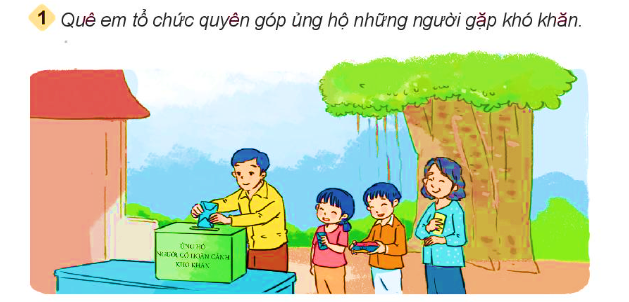 1 Quê em tổ chức quyên góp ủng hộ những người gặp khó khăn.
ỦNG HỘ
NGƯỜI CÓ HOÀN CẢNH
KHÓ KHĂN